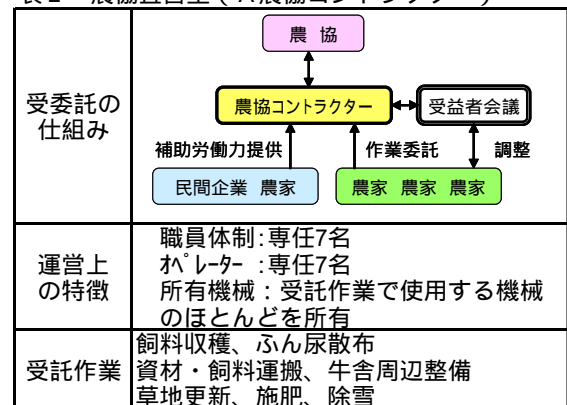 農 協
農協コントラクター
受益者会議
受委託の
仕組み
補助労働力提供
作業委託
調整
民間企業 農家
農家 農家 農家
運営上
の特徴
職員体制:専任7名
ｵﾍﾟﾚｰﾀｰ :専任7名
所有機械：受託作業で使用する機械
のほとんどを所有
受託作業
飼料収穫、ふん尿散布
資材・飼料運搬、牛舎周辺整備
草地更新、施肥、除雪